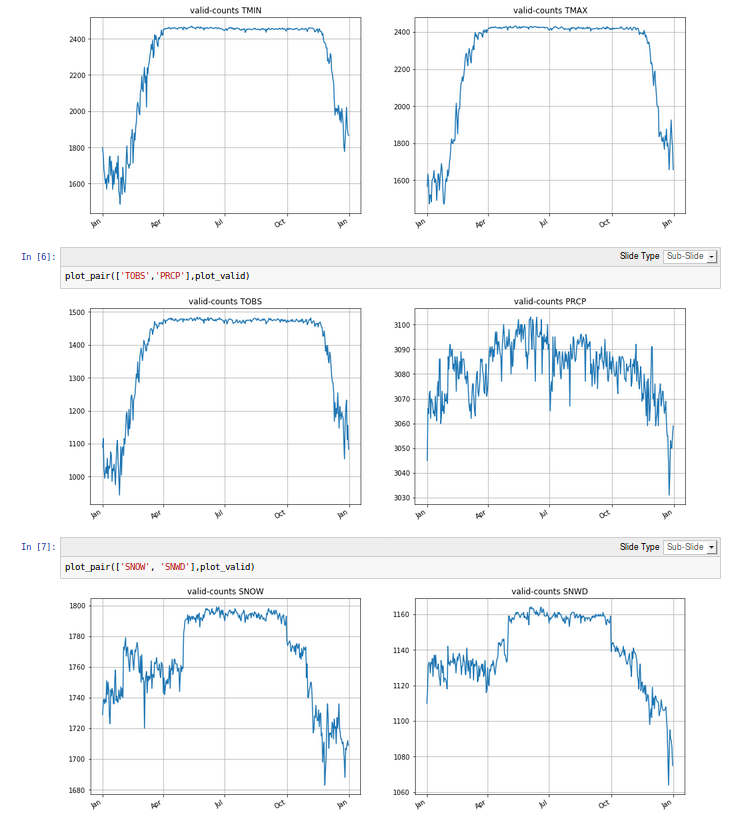 valid-counts TMIN
2400
2200
2000
1800
1600
Jan
Apr
Jul
Oct
Jan
valid-counts TMAX
2400
2200
2000
1800
1600
Jan
Apr
Jul
Oct
Jan
In [6]:
Slide Type Sub-Slide
plot_pair(['TOBS','PRCP'],plot_valid)
valid-counts TOBS
1500
1400
1300
1200
1100
1000
Jan
Apr
Jul
Oct
Jan
valid-counts PRCP
3100
3090
3080
3070
3060
3050
3040
3030
Jan
Apr
Jul
Oct
Jan
In [7]:
Slide Type Sub-Slide
plot_pair(['SNOW', 'SNWD'],plot_valid)
valid-counts SNOW
1800
1780
1760
1740
1720
1700
1680
Jan
Apr
Jul
Oct
Jan
valid-counts SNWD
1160
1140
1120
1100
1080
1060
Jan
Apr
Jul
Oct
Jan